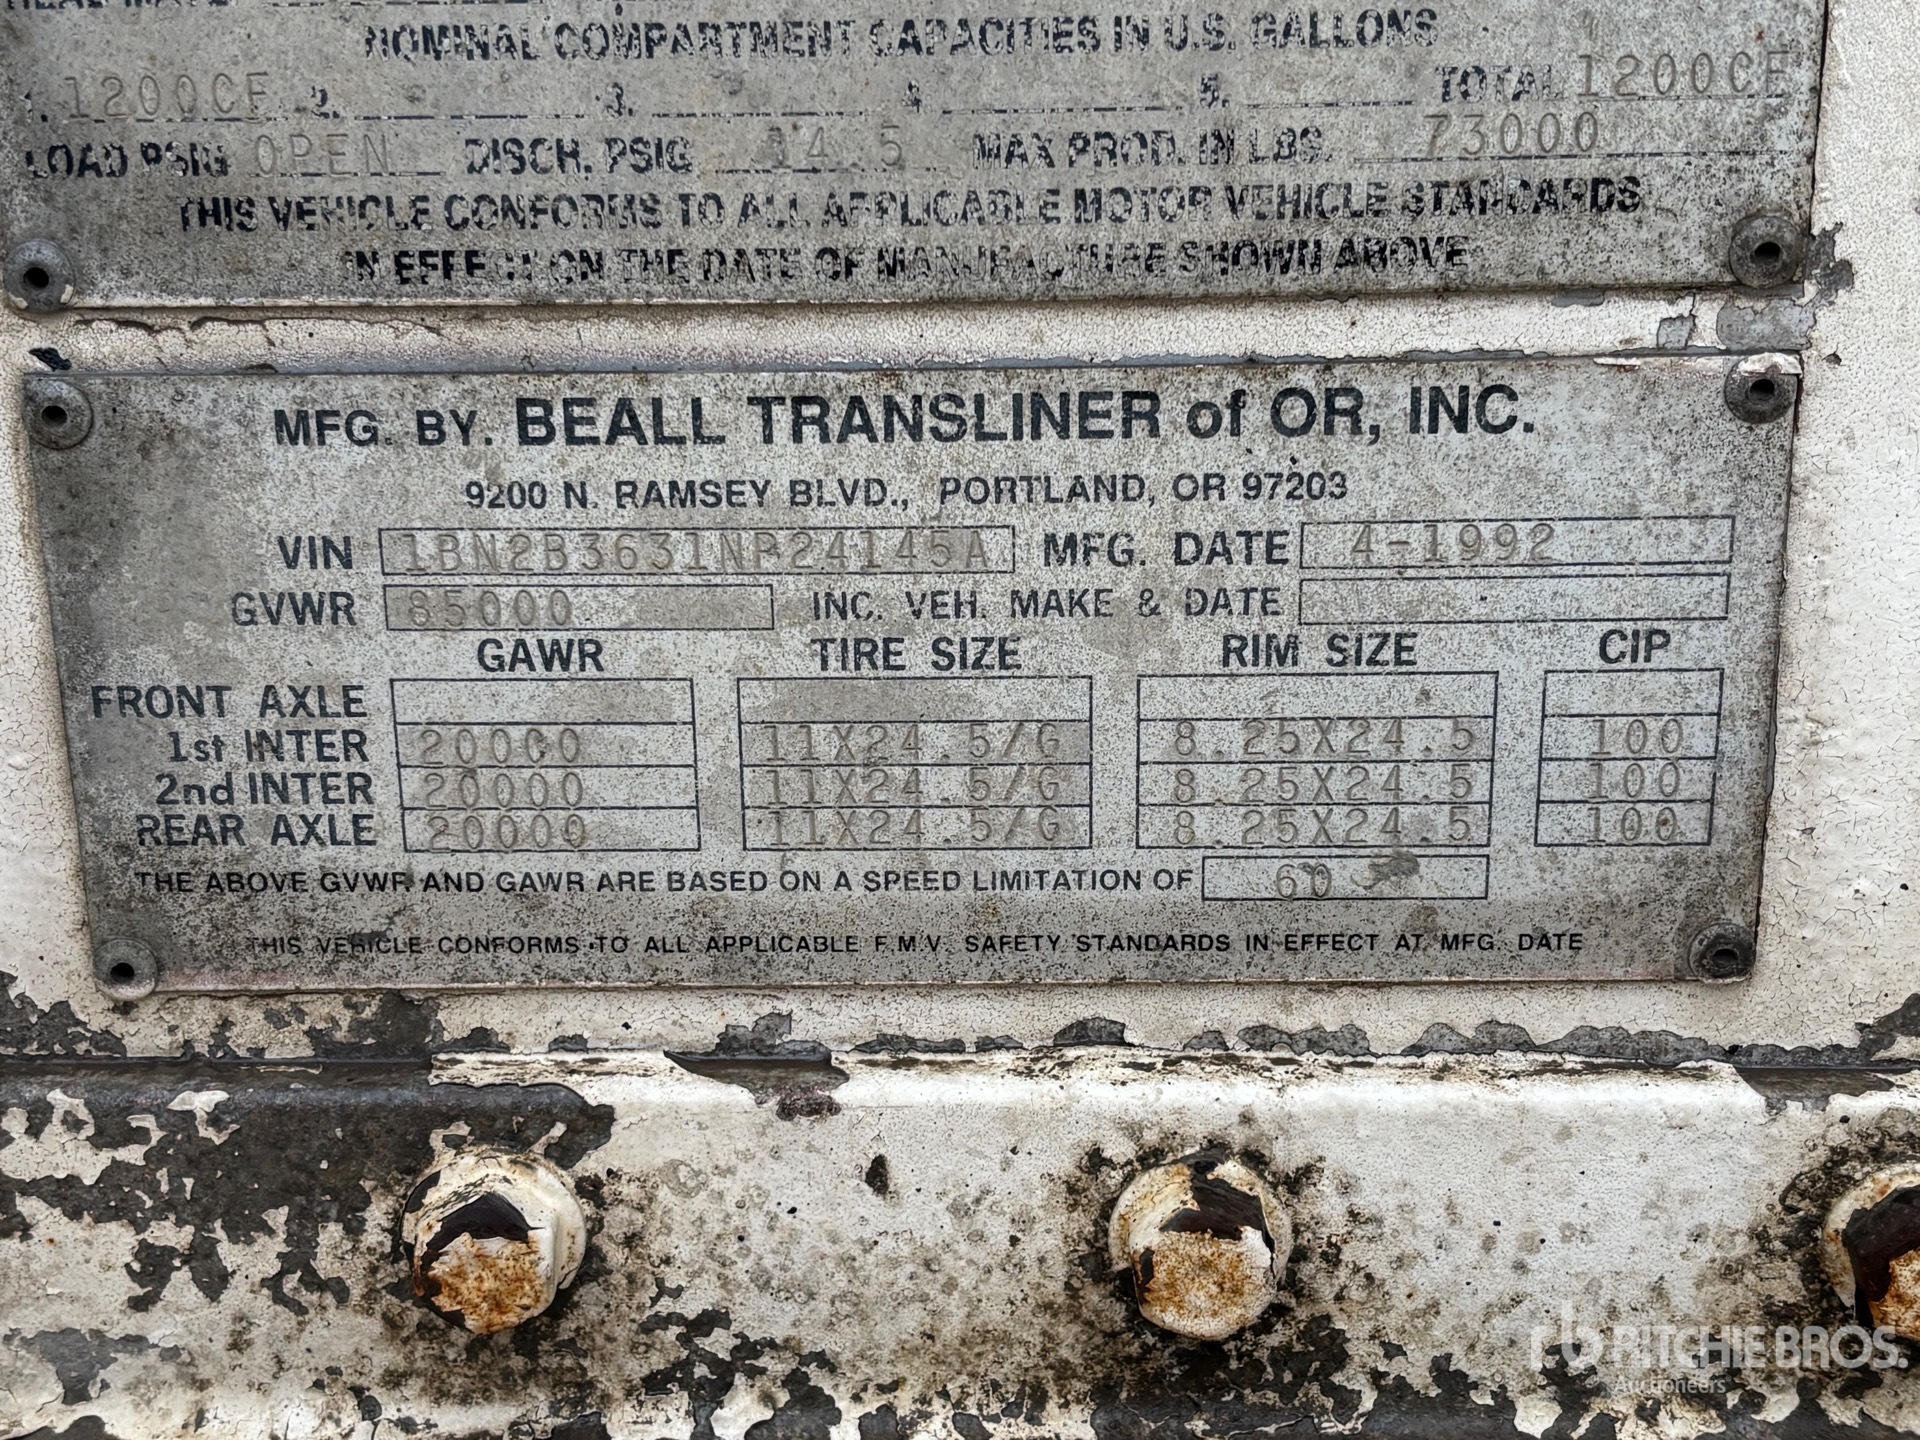 NOMINAL COMPARTMENT CAPACITIES IN U.S. GALLONS
1. 1200CF 2. 3. 4 5. TOTAL 1200CF
LOAD PSIG OPEN DISCH. PSIG 14.5 MAX PROD. IN LBS. 73000
THIS VEHICLE CONFORMS TO ALL APPLICABLE MOTOR VEHICLE STANDARDS
IN EFFECT ON THE DATE OF MANUFACTURE SHOWN ABOVE
MFG. BY. BEALL TRANSLINER of OR, INC.
9200 N. RAMSEY BLVD., PORTLAND, OR 97203
VIN 1BN2B3631NP24145A MFG. DATE 4-1992
GVWR 85000 INC. VEH. MAKE & DATE
GAWR TIRE SIZE RIM SIZE CIP
FRONT AXLE
1st INTER 20000 11X24.5/G 8.25X24.5 100
2nd INTER 20000 11X24.5/G 8.25X24.5 100
REAR AXLE 20000 11X24.5/G 8.25X24.5 100
THE ABOVE GVWR AND GAWR ARE BASED ON A SPEED LIMITATION OF 60
THIS VEHICLE CONFORMS TO ALL APPLICABLE F.M.V. SAFETY STANDARDS IN EFFECT AT MFG. DATE
rb RITCHIE BROS.
Auctioneers